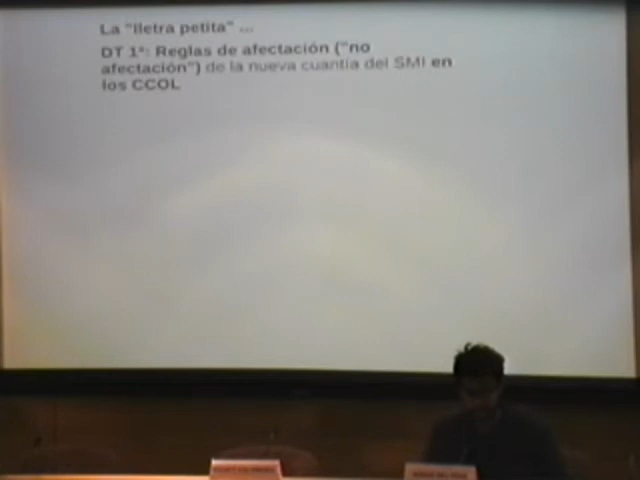 La "lletra petita" ...
DT 1ª: Reglas de afectación ("no
afectación") de la nueva cuantía del SMI en
los CCOL